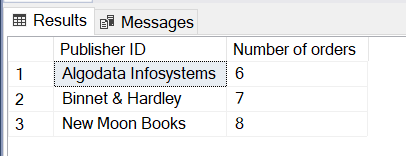 Results Messages
Publisher ID Number of orders
1 Algodata Infosystems 6
2 Binnet & Hardley 7
3 New Moon Books 8